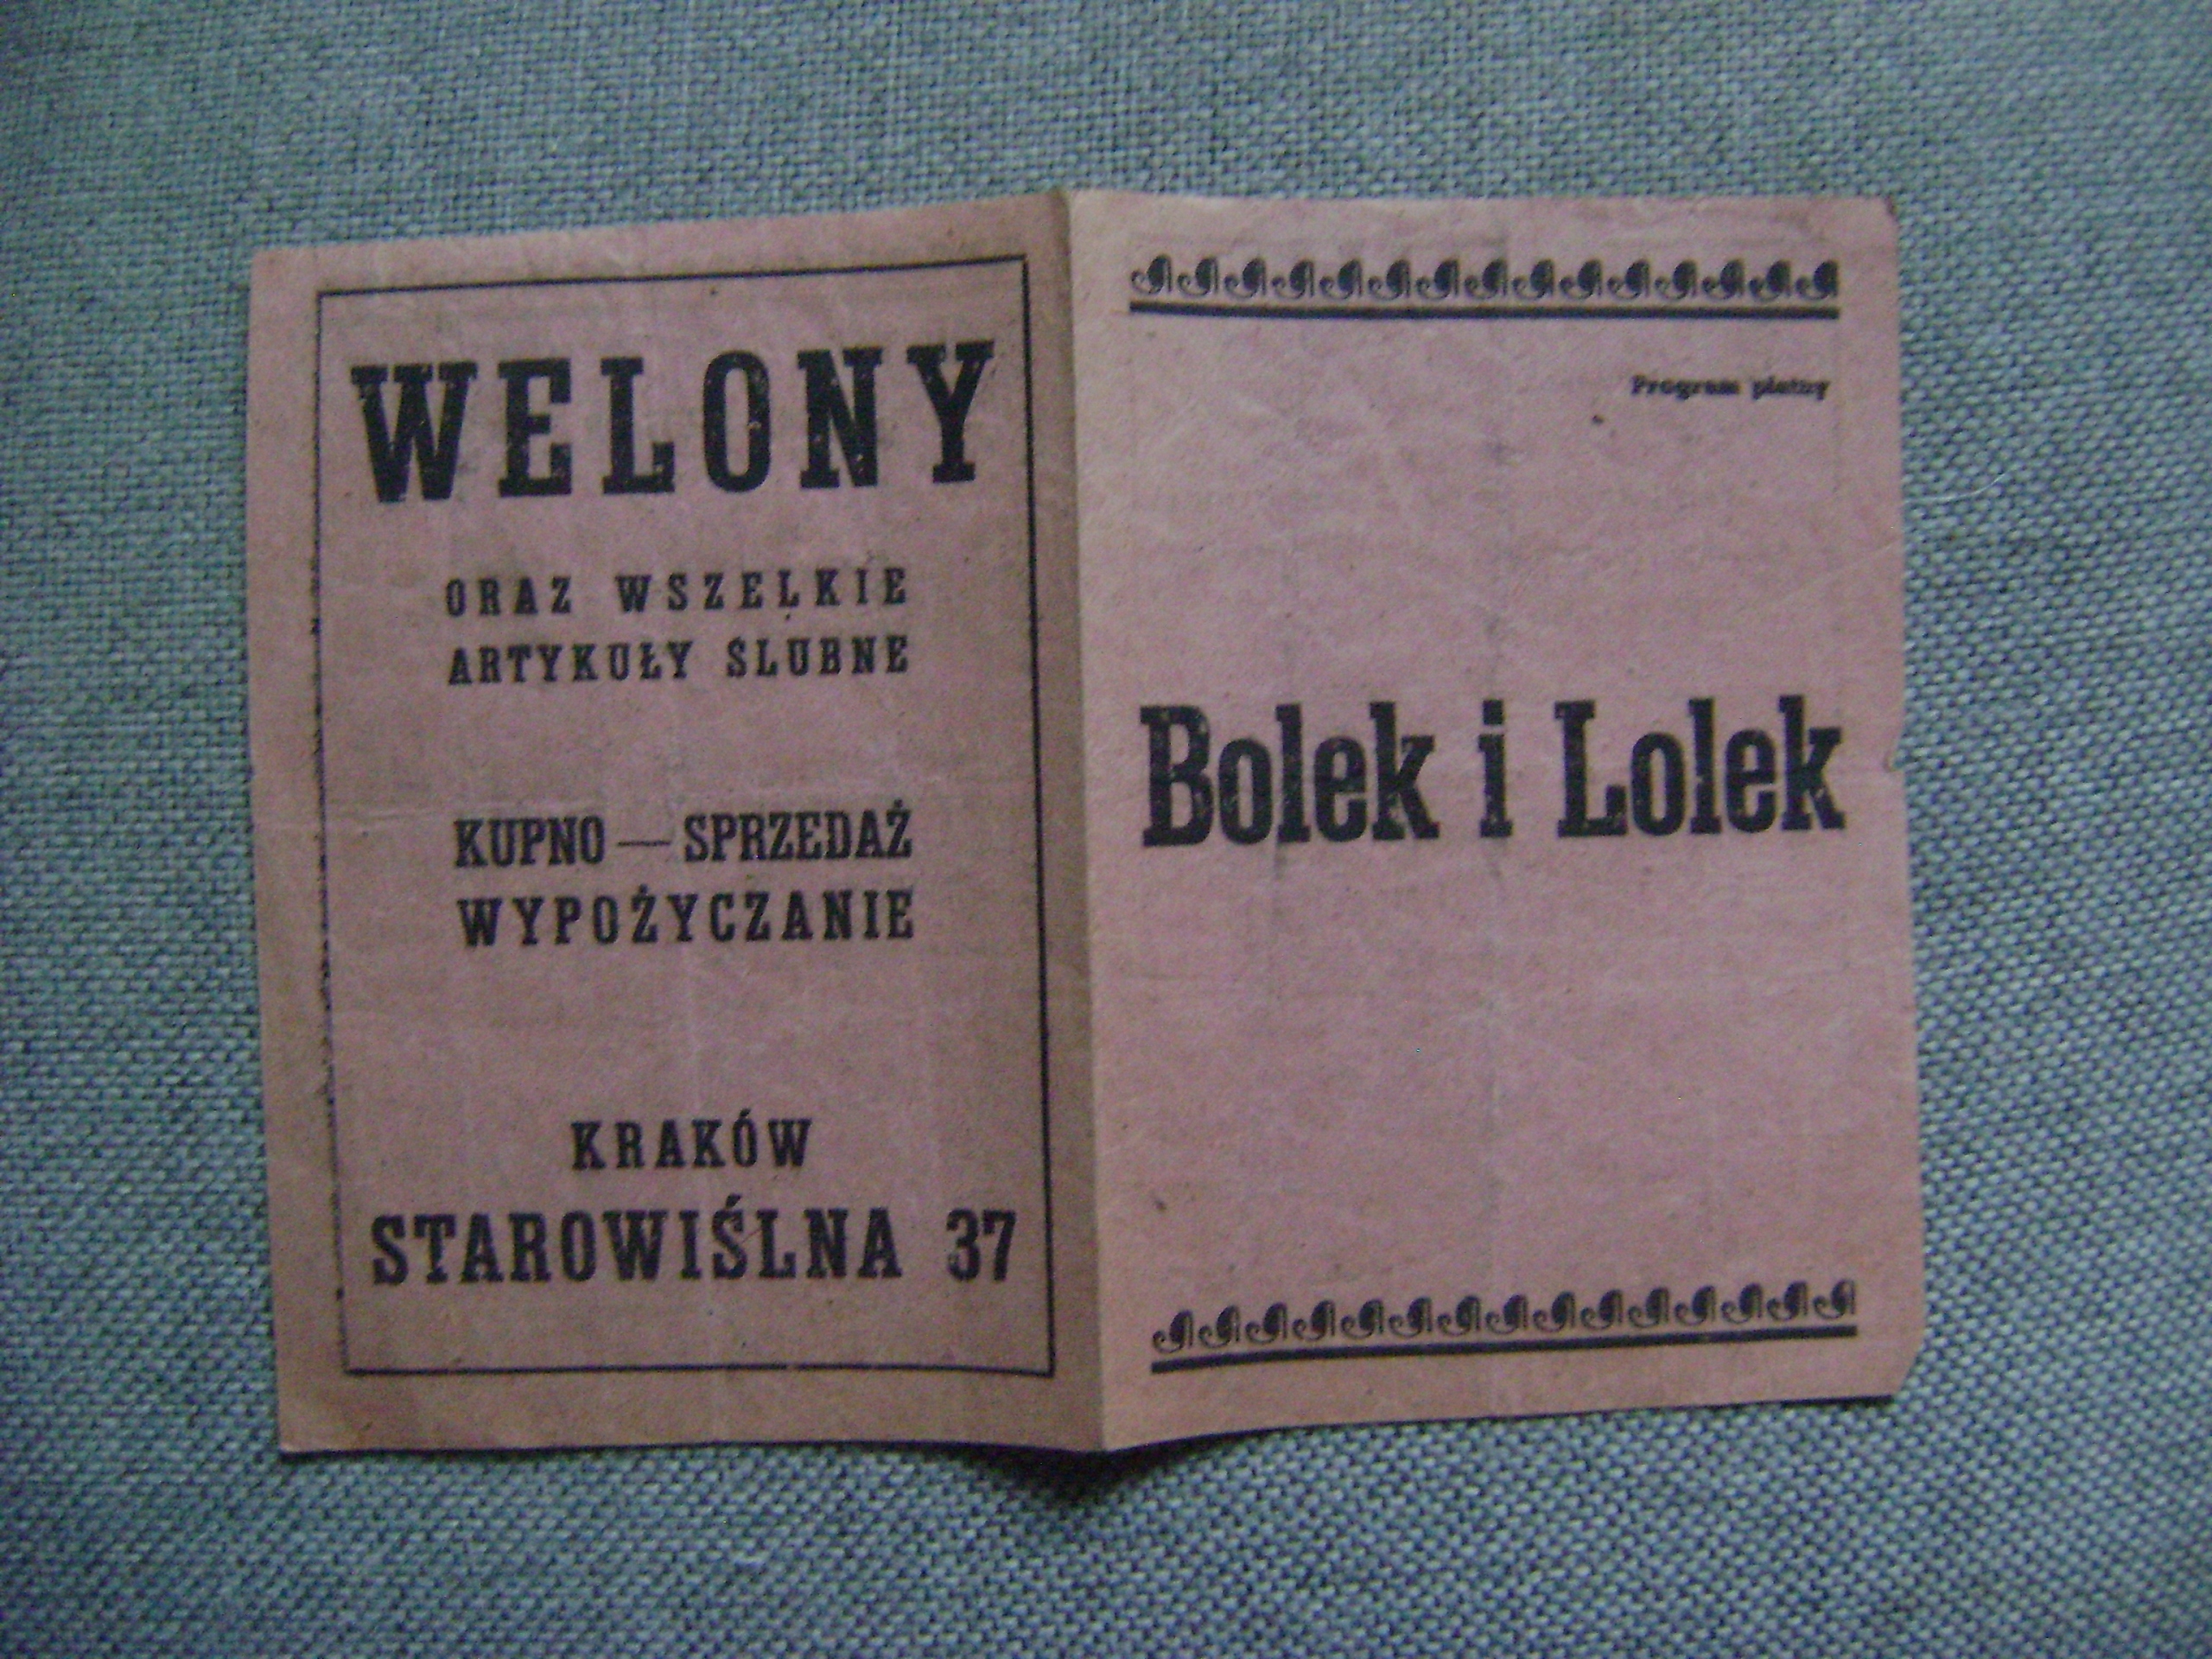 WELONY
ORAZ WSZELKIE
ARTYKUŁY ŚLUBNE
KUPNO — SPRZEDAŻ
WYPOŻYCZANIE
KRAKÓW
STAROWIŚLNA 37
Program płatny
Bolek i Lolek